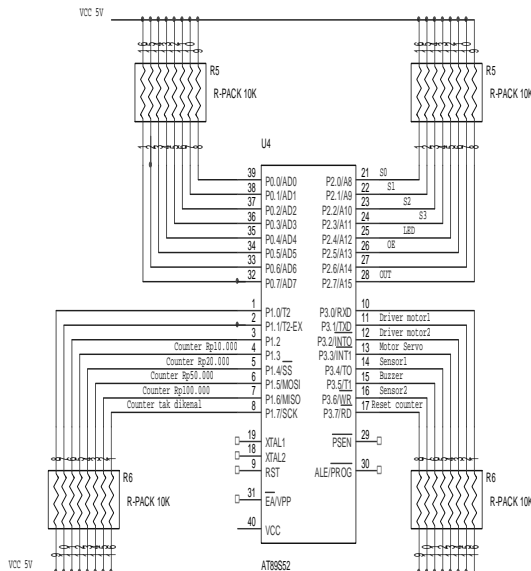 VCC 5V
R5
R-PACK 10K
R5
R-PACK 10K
U4
39 P0.0/AD0 P2.0/A8 21 S0
38 P0.1/AD1 P2.1/A9 22 S1
37 P0.2/AD2 P2.2/A10 23 S2
36 P0.3/AD3 P2.3/A11 24 S3
35 P0.4/AD4 P2.4/A12 25 LED
34 P0.5/AD5 P2.5/A13 26 OE
33 P0.6/AD6 P2.6/A14 27
32 P0.7/AD7 P2.7/A15 28 OUT
1 P1.0/T2 P3.0/RXD 10
2 P1.1/T2-EX P3.1/TXD 11 Driver motor1
3 P1.2 P3.2/INTO 12 Driver motor2
Counter Rp10.000 4 P1.3 P3.3/INT1 13 Motor Servo
Counter Rp20.000 5 P1.4/SS P3.4/TO 14 Sensor1
Counter Rp50.000 6 P1.5/MOSI P3.5/T1 15 Buzzer
Counter Rp100.000 7 P1.6/MISO P3.6/WR 16 Sensor2
Counter tak dikenal 8 P1.7/SCK P3.7/RD 17 Reset counter
19 XTAL1 PSEN 29
18 XTAL2
9 RST ALE/PROG 30
31 EA/VPP
40 VCC
R6
R-PACK 10K
R6
R-PACK 10K
VCC 5V
AT89S52